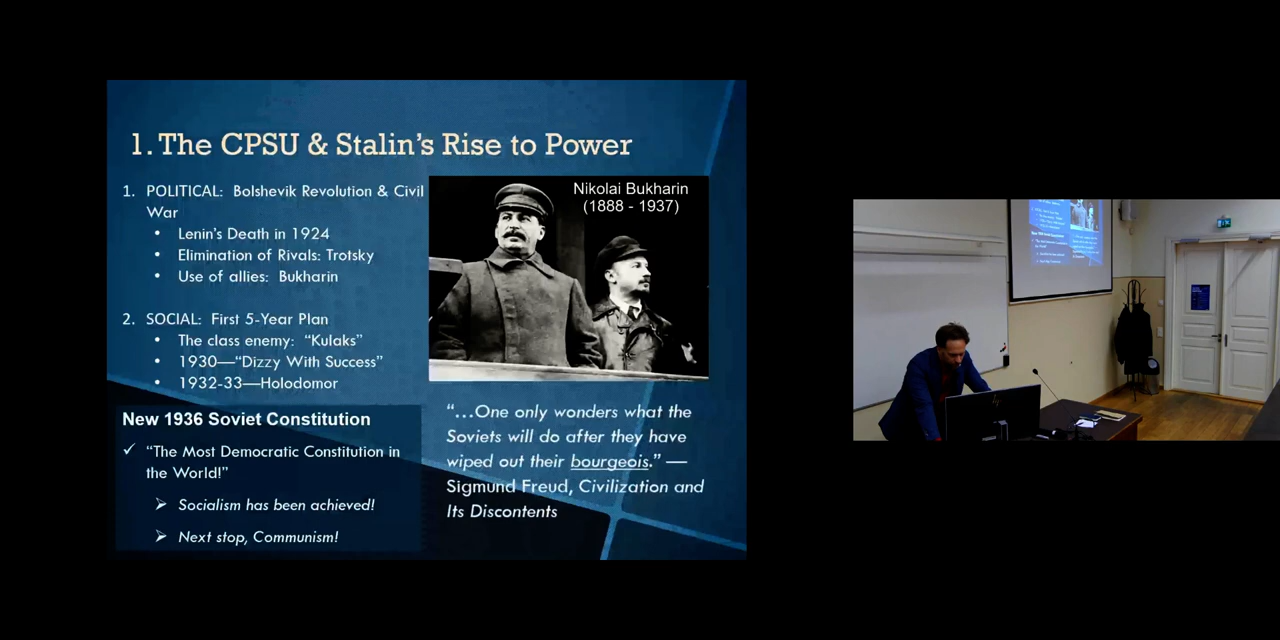 1. The CPSU & Stalin's Rise to Power
1. POLITICAL: Bolshevik Revolution & Civil
War
• Lenin's Death in 1924
• Elimination of Rivals: Trotsky
• Use of allies: Bukharin
2. SOCIAL: First 5-Year Plan
• The class enemy: “Kulaks”
• 1930—“Dizzy With Success”
• 1932-33—Holodomor
New 1936 Soviet Constitution
✓ “The Most Democratic Constitution in
the World!”
➢ Socialism has been achieved!
➢ Next stop, Communism!
Nikolai Bukharin
(1888 - 1937)
“...One only wonders what the
Soviets will do after they have
wiped out their bourgeois.” —
Sigmund Freud, Civilization and
Its Discontents